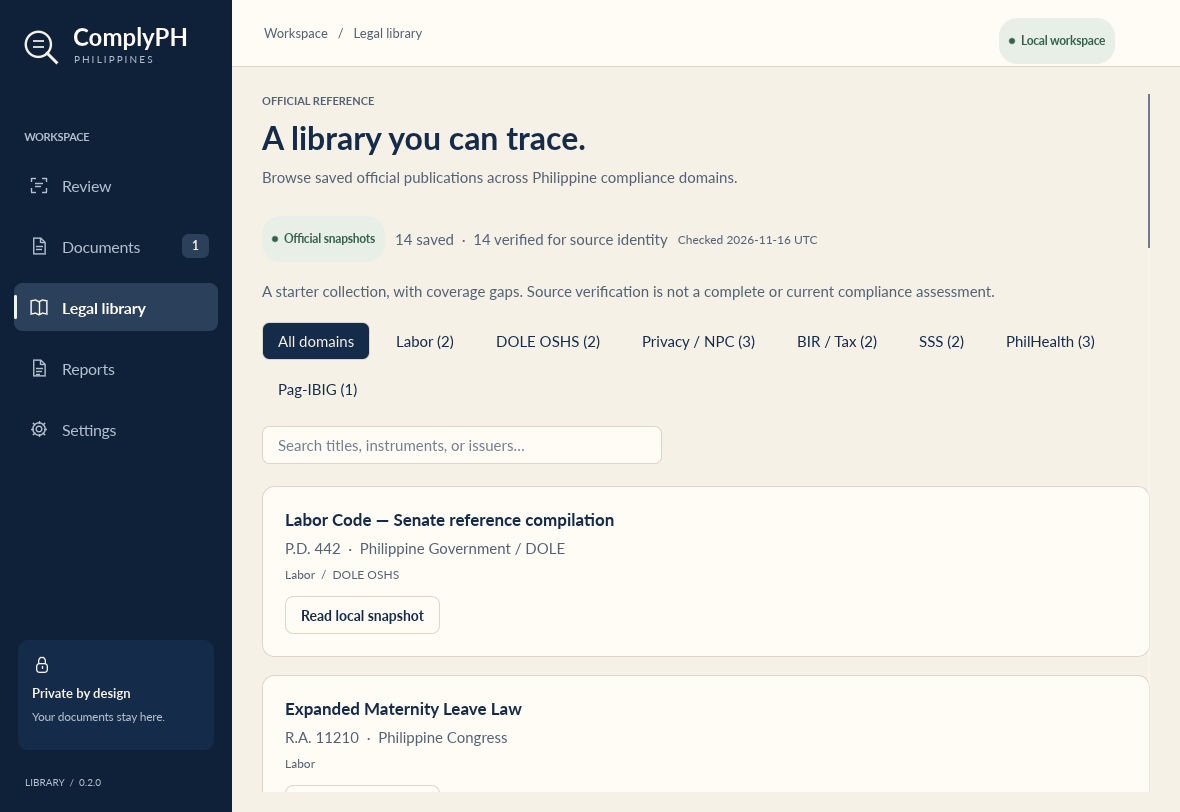 ComplyPH
PHILIPPINES
WORKSPACE
Review
Documents 1
Legal library
Reports
Settings
Private by design
Your documents stay here.
LIBRARY / 0.2.0
Workspace / Legal library
Local workspace
OFFICIAL REFERENCE
A library you can trace.
Browse saved official publications across Philippine compliance domains.
Official snapshots 14 saved · 14 verified for source identity Checked 2026-11-16 UTC
A starter collection, with coverage gaps. Source verification is not a complete or current compliance assessment.
All domains Labor (2) DOLE OSHS (2) Privacy / NPC (3) BIR / Tax (2) SSS (2) PhilHealth (3)
Pag-IBIG (1)
Search titles, instruments, or issuers...
Labor Code — Senate reference compilation
P.D. 442 · Philippine Government / DOLE
Labor / DOLE OSHS
Read local snapshot
Expanded Maternity Leave Law
R.A. 11210 · Philippine Congress
Labor